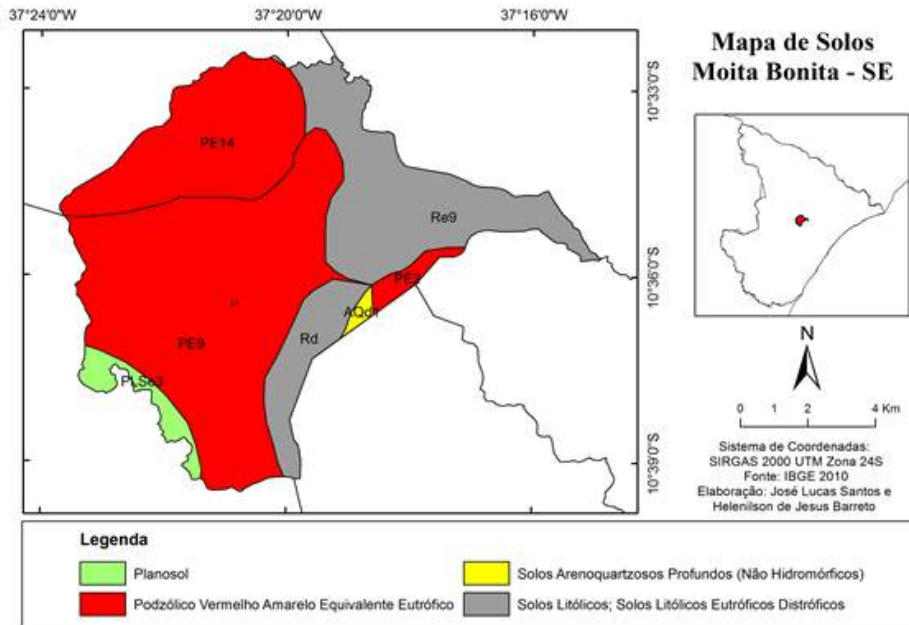 37°24'0"W
37°20'0"W
37°16'0"W
Mapa de Solos
Moita Bonita - SE
10°33'0"S
PE14
Re9
10°36'0"S
PE2
AQd1
PE9
Rd
PLSe3
N
0 1 2 4 Km
10°39'0"S
Sistema de Coordenadas:
SIRGAS 2000 UTM Zona 24S
Fonte: IBGE 2010
Elaboração: José Lucas Santos e
Helenilson de Jesus Barreto
Legenda
Planosol
Solos Arenoquartzosos Profundos (Não Hidromórficos)
Podzólico Vermelho Amarelo Equivalente Eutrófico
Solos Litólicos; Solos Litólicos Eutróficos Distróficos